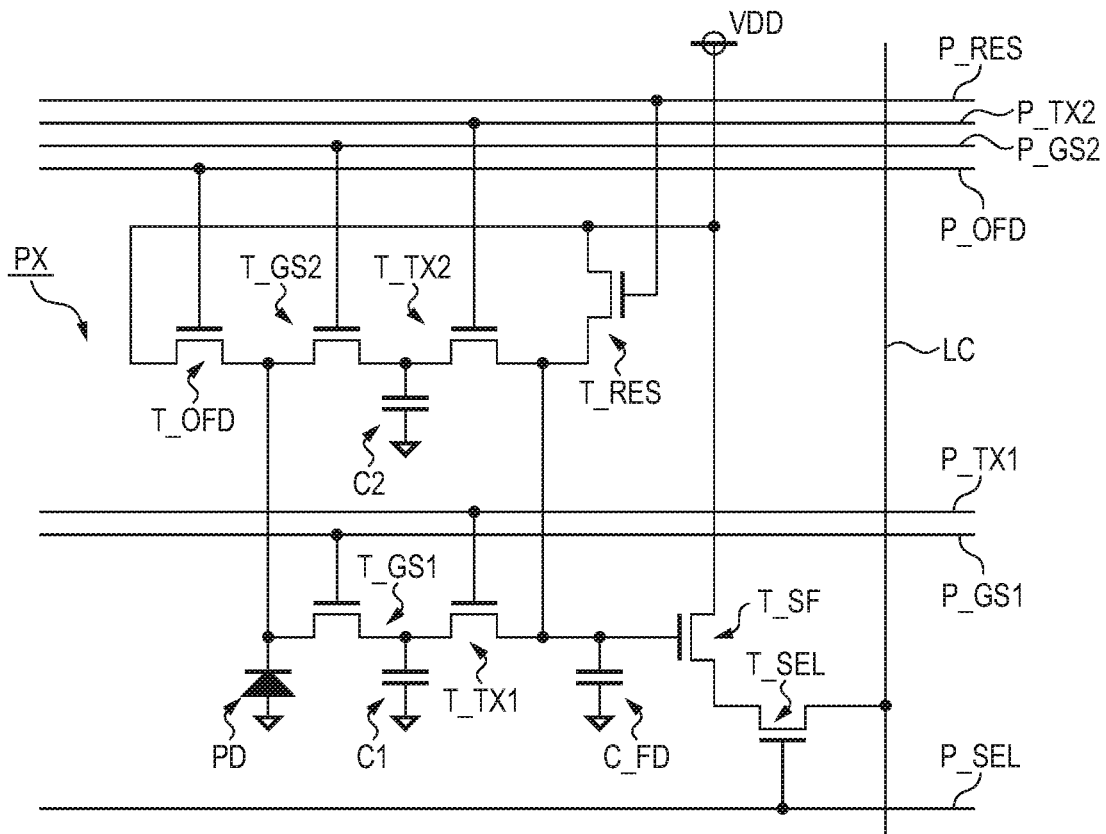 VDD
P_RES
P_TX2
P_GS2
P_OFD
PX
T_GS2
T_TX2
T_OFD
T_RES
LC
C2
P_TX1
P_GS1
T_GS1
T_SF
T_SEL
PD
C1
T_TX1
C_FD
P_SEL